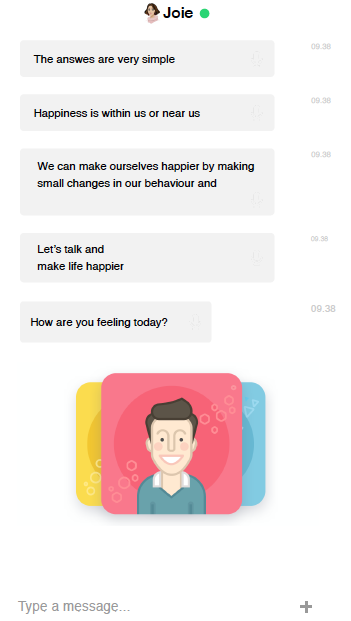 Joie
The answes are very simple
09.38
Happiness is within us or near us
09.38
We can make ourselves happier by making
small changes in our behaviour and
09.38
Let's talk and
make life happier
09.38
How are you feeling today?
09.38
Type a message...